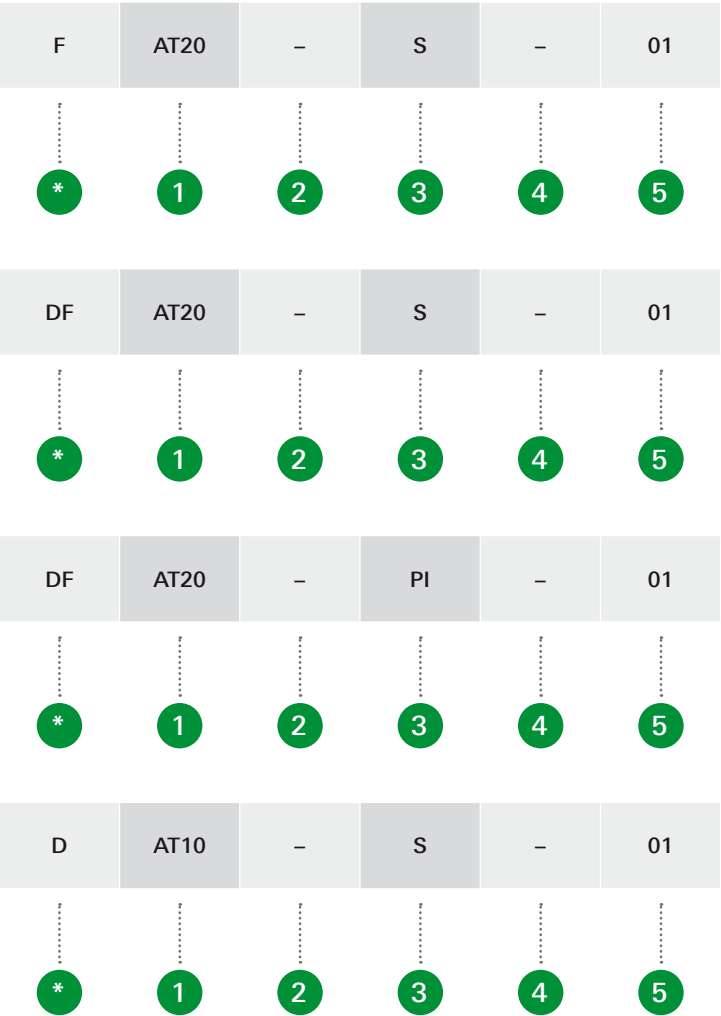 F AT20 – S – 01
* 1 2 3 4 5
DF AT20 – S – 01
* 1 2 3 4 5
DF AT20 – PI – 01
* 1 2 3 4 5
D AT10 – S – 01
* 1 2 3 4 5